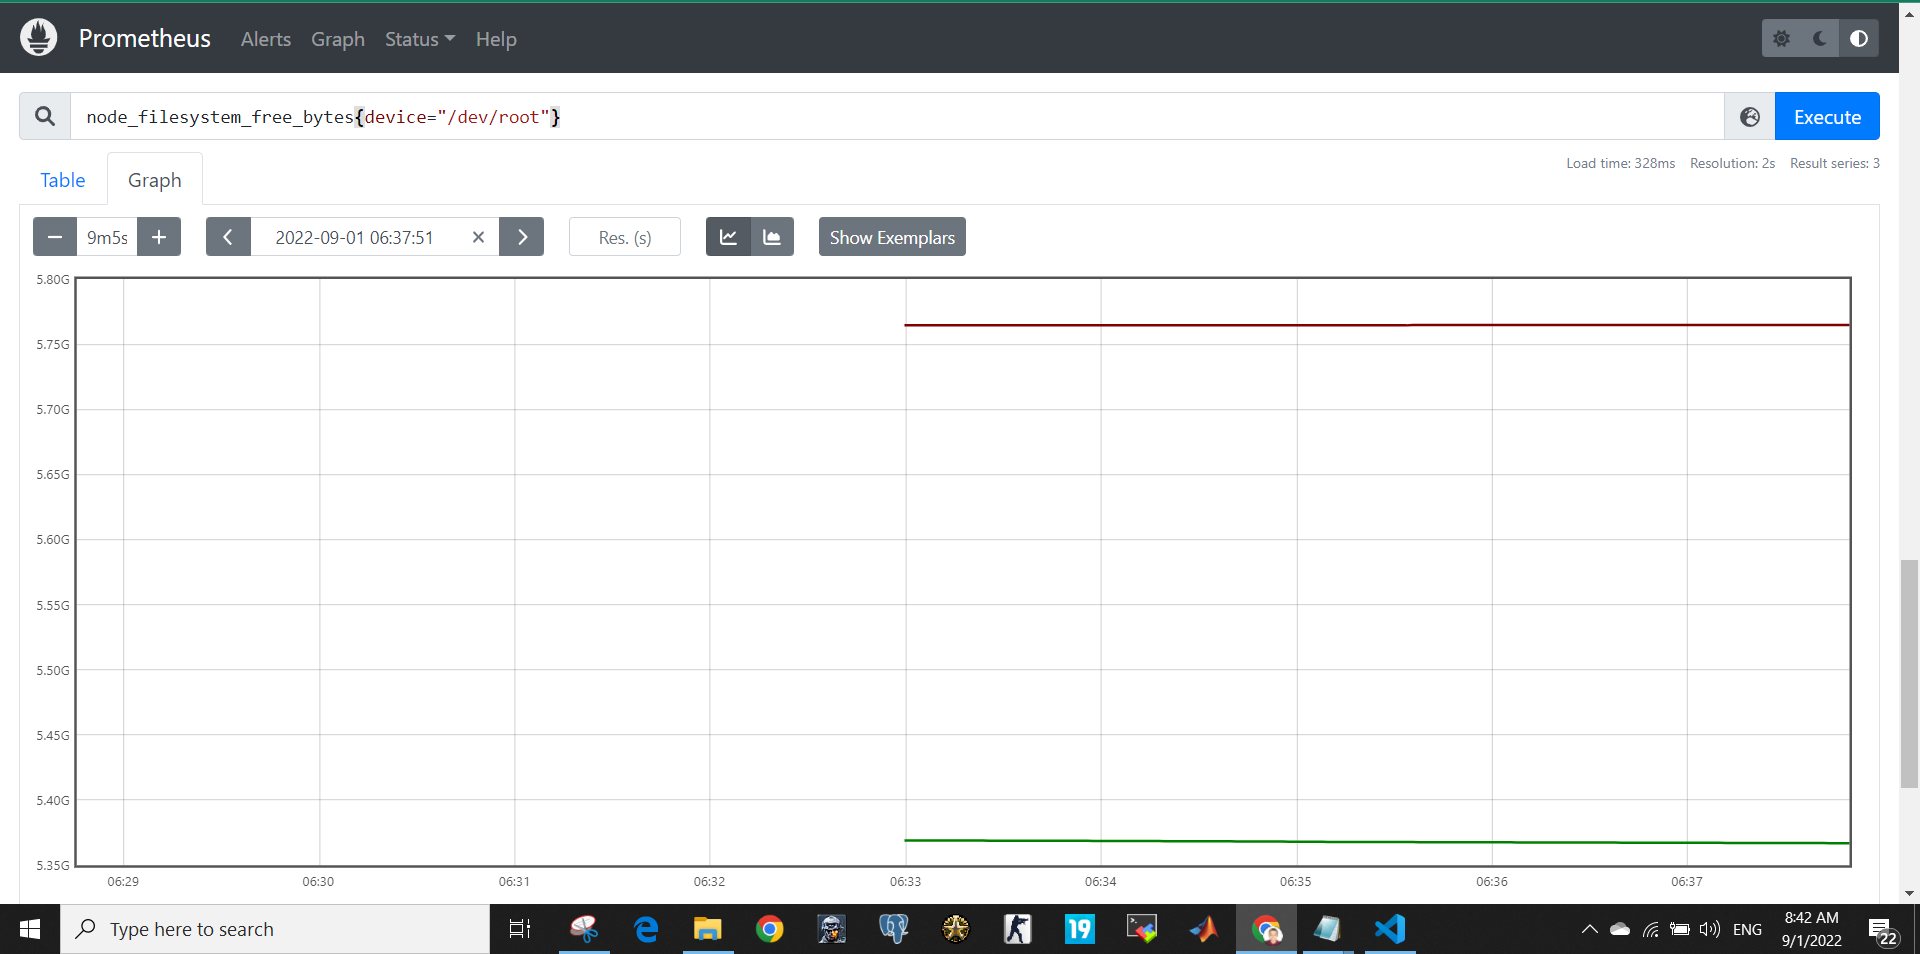 Prometheus Alerts Graph Status Help
node_filesystem_free_bytes{device="/dev/root"}
Execute
Load time: 328ms Resolution: 2s Result series: 3
Table Graph
9m5s
2022-09-01 06:37:51
Res. (s)
Show Exemplars
5.80G
5.75G
5.70G
5.65G
5.60G
5.55G
5.50G
5.45G
5.40G
5.35G
06:29 06:30 06:31 06:32 06:33 06:34 06:35 06:36 06:37
Type here to search
19
ENG
8:42 AM
9/1/2022
22